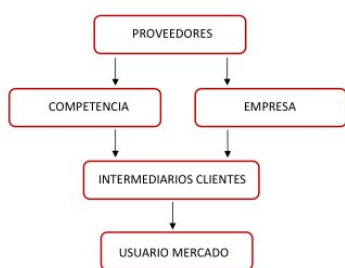 PROVEEDORES
COMPETENCIA
EMPRESA
INTERMEDIARIOS CLIENTES
USUARIO MERCADO